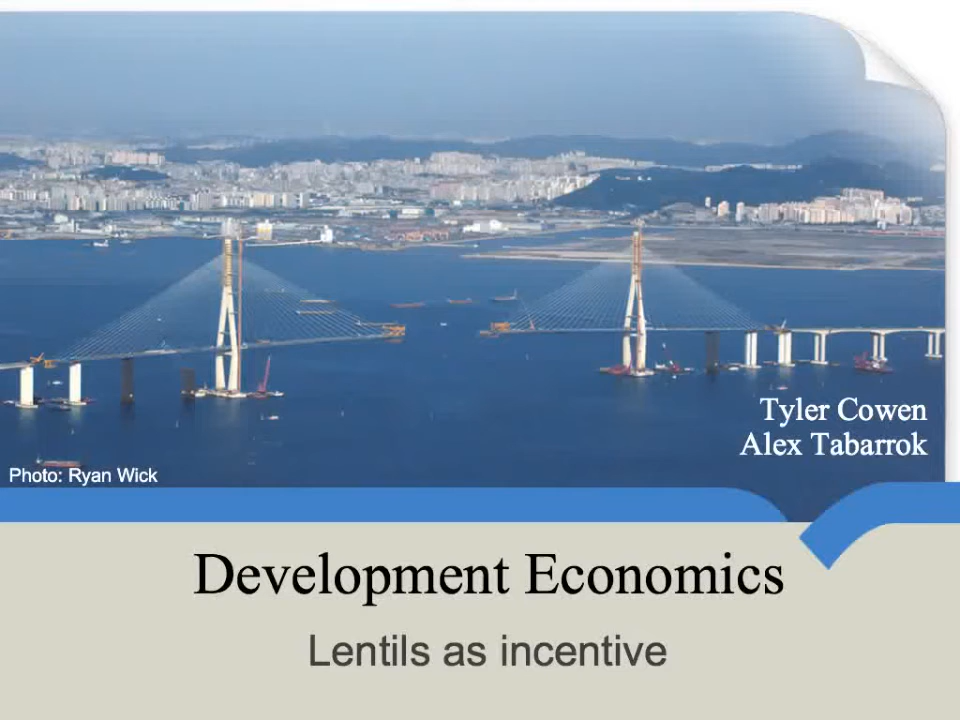 Tyler Cowen
Alex Tabarrok
Photo: Ryan Wick
Development Economics
Lentils as incentive